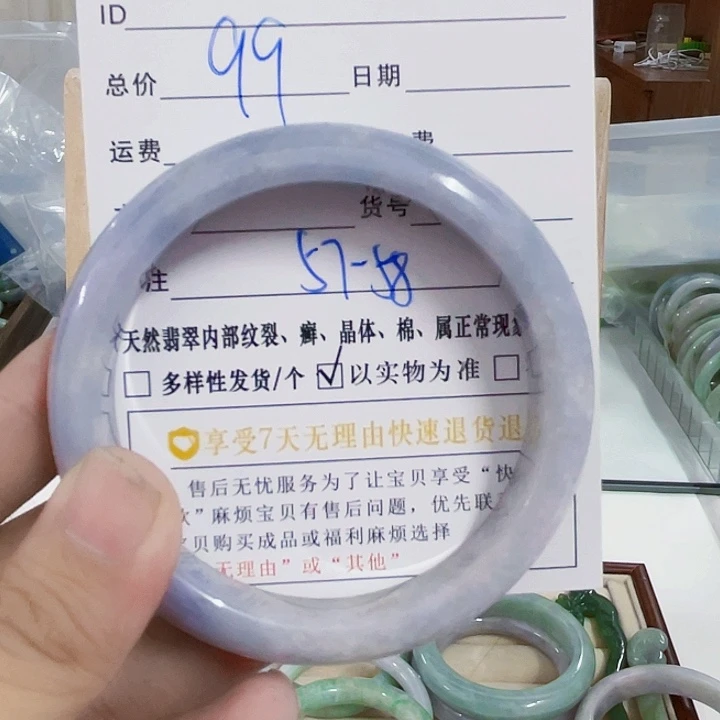 ID
总价 99 日期
运费 费
货号
注 57-58
天然翡翠内部纹裂、癣、晶体、棉、属正常现象
□ 多样性发货/个 ☑ 以实物为准 □
享受7天无理由快速退货退
售后无忧服务为了让宝贝享受“快
”麻烦宝贝有售后问题，优先联
贝购买成品或福利麻烦选择
无理由”或“其他”